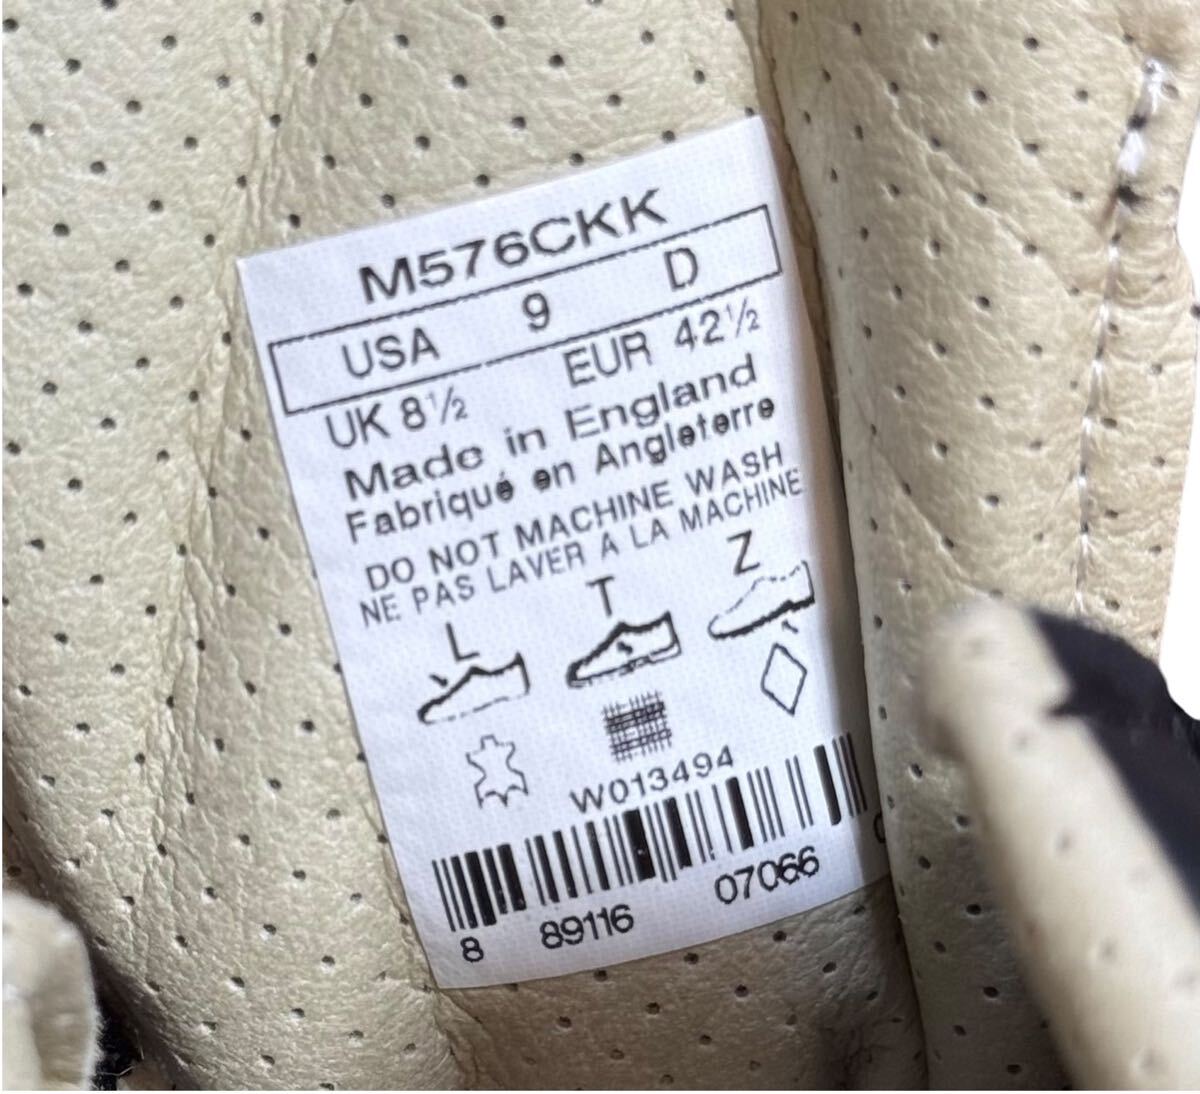 M576CKK
USA 9 D
UK 8½ EUR 42½
Made in England
Fabriqué en Angleterre
DO NOT MACHINE WASH
NE PAS LAVER A LA MACHINE
L T Z
W013494
8 89116 07066